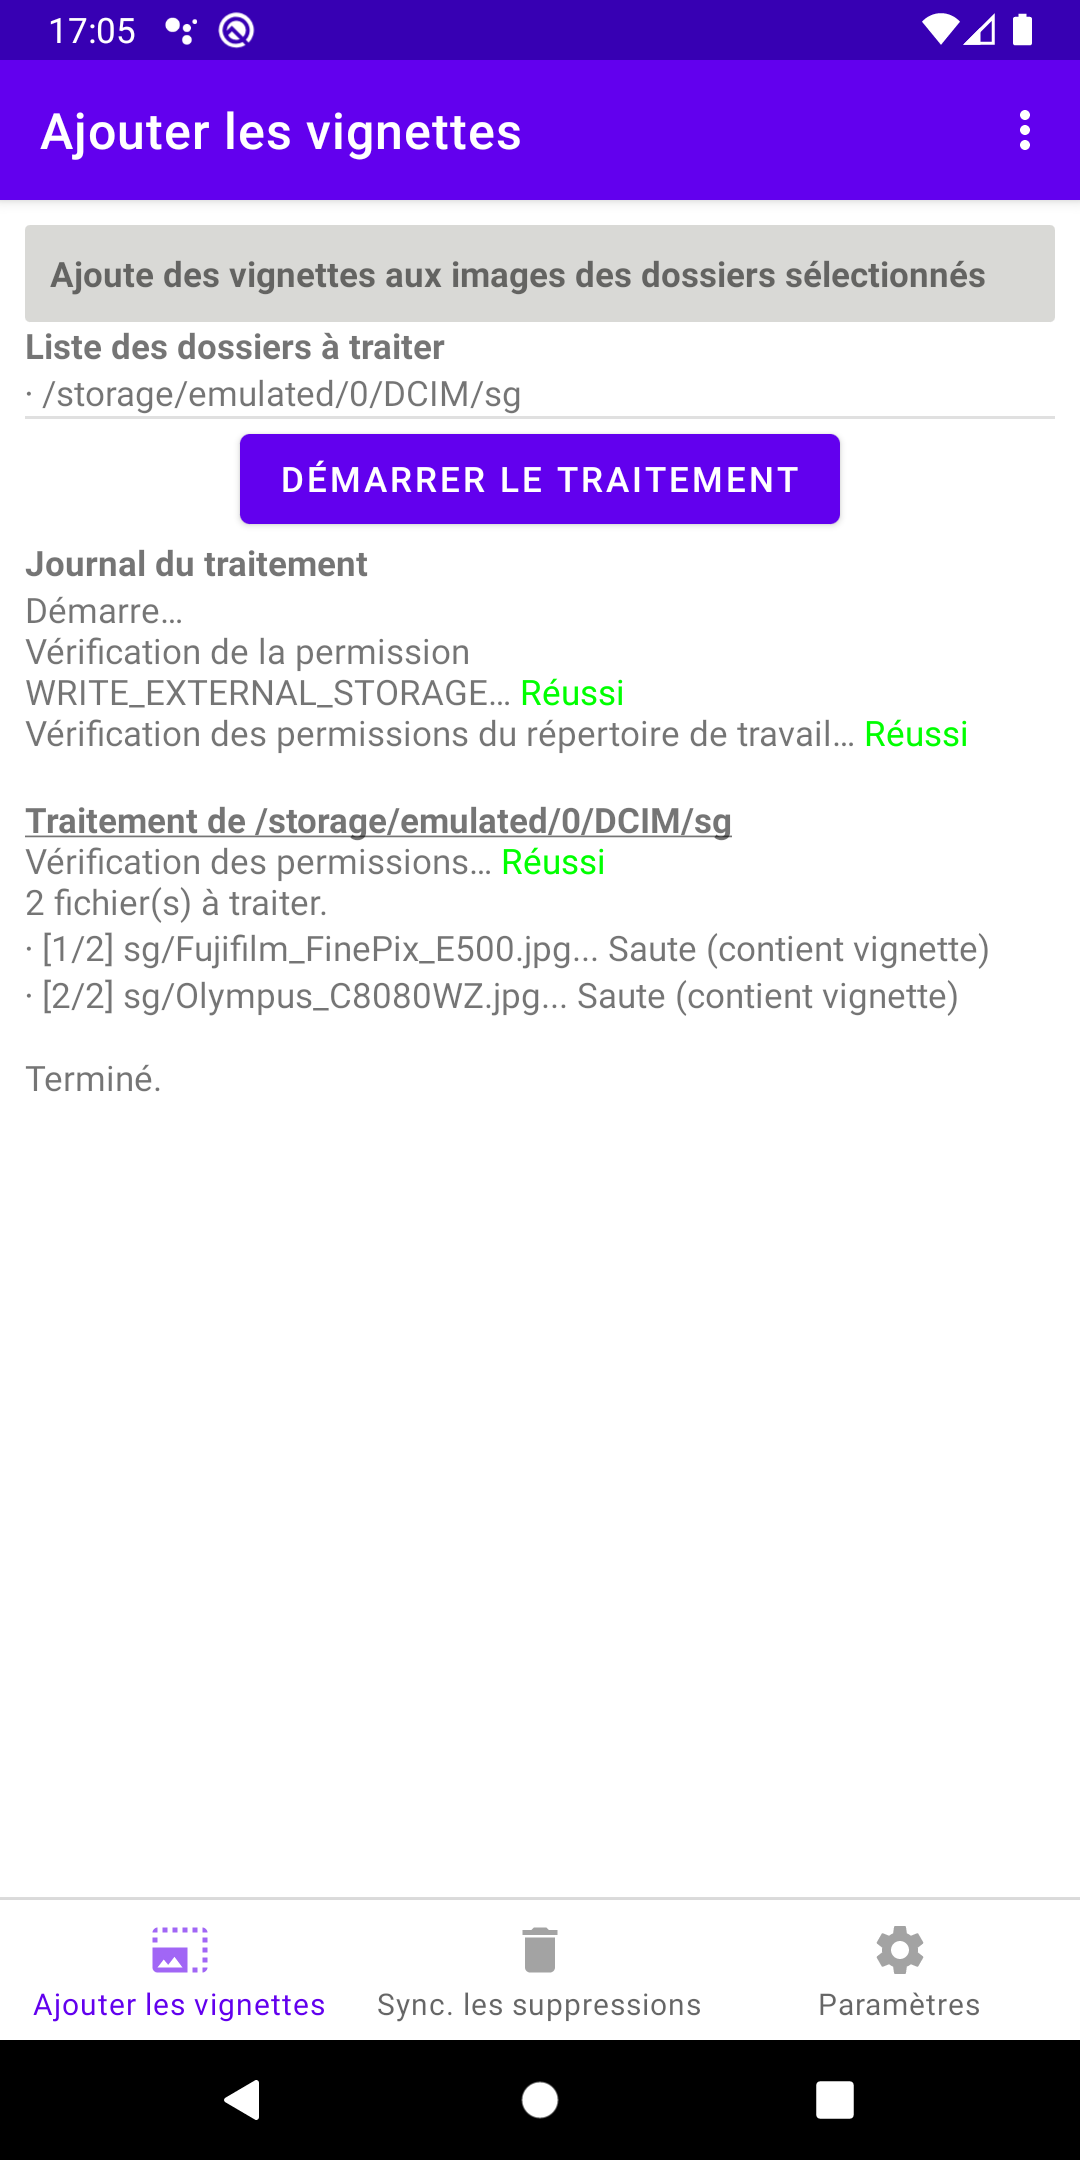 17:05
Ajouter les vignettes
Ajoute des vignettes aux images des dossiers sélectionnés
Liste des dossiers à traiter
· /storage/emulated/0/DCIM/sg
DÉMARRER LE TRAITEMENT
Journal du traitement
Démarre…
Vérification de la permission
WRITE_EXTERNAL_STORAGE… Réussi
Vérification des permissions du répertoire de travail… Réussi
Traitement de /storage/emulated/0/DCIM/sg
Vérification des permissions… Réussi
2 fichier(s) à traiter.
· [1/2] sg/Fujifilm_FinePix_E500.jpg... Saute (contient vignette)
· [2/2] sg/Olympus_C8080WZ.jpg... Saute (contient vignette)
Terminé.
Ajouter les vignettes
Sync. les suppressions
Paramètres